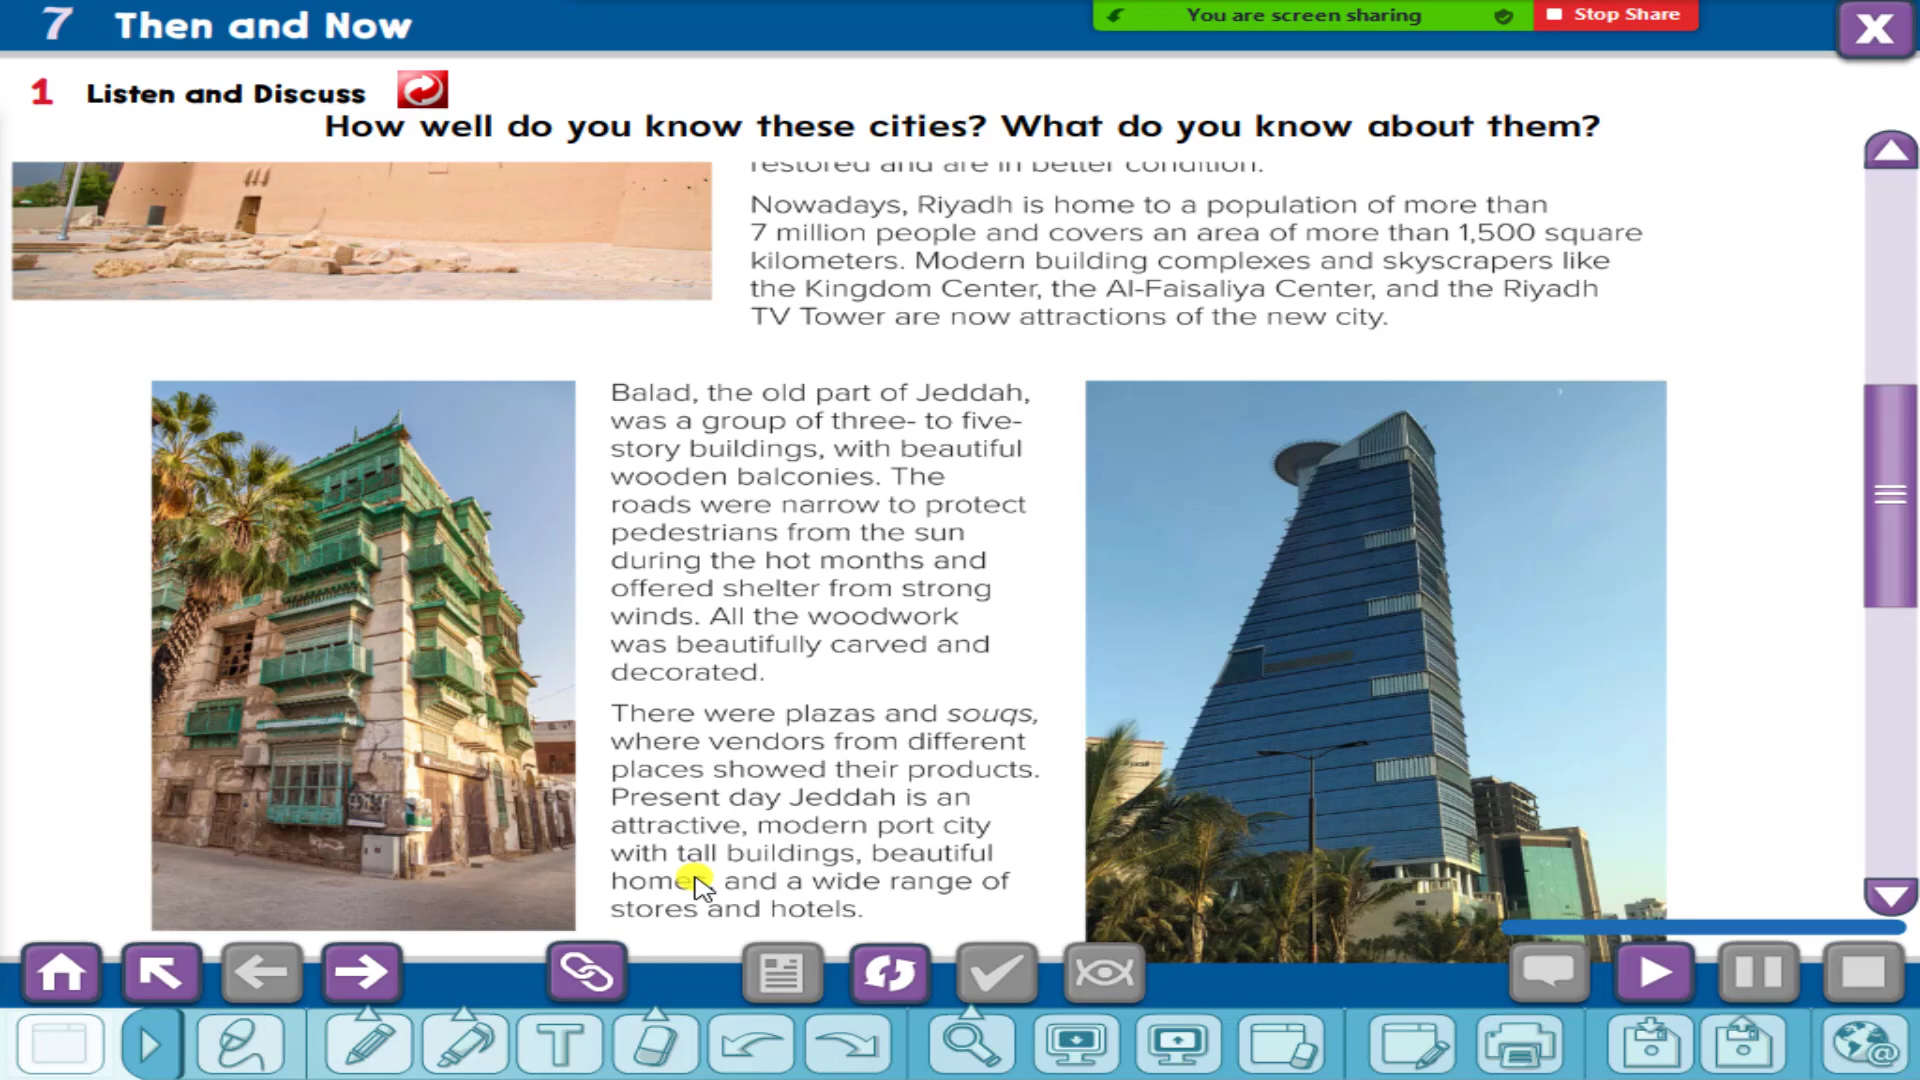 7 Then and Now
You are screen sharing
Stop Share
X
1 Listen and Discuss
How well do you know these cities? What do you know about them?
restored and are in better condition.
Nowadays, Riyadh is home to a population of more than
7 million people and covers an area of more than 1,500 square
kilometers. Modern building complexes and skyscrapers like
the Kingdom Center, the Al-Faisaliya Center, and the Riyadh
TV Tower are now attractions of the new city.
Balad, the old part of Jeddah,
was a group of three- to five-
story buildings, with beautiful
wooden balconies. The
roads were narrow to protect
pedestrians from the sun
during the hot months and
offered shelter from strong
winds. All the woodwork
was beautifully carved and
decorated.
There were plazas and souqs,
where vendors from different
places showed their products.
Present day Jeddah is an
attractive, modern port city
with tall buildings, beautiful
homes, and a wide range of
stores and hotels.
T
@